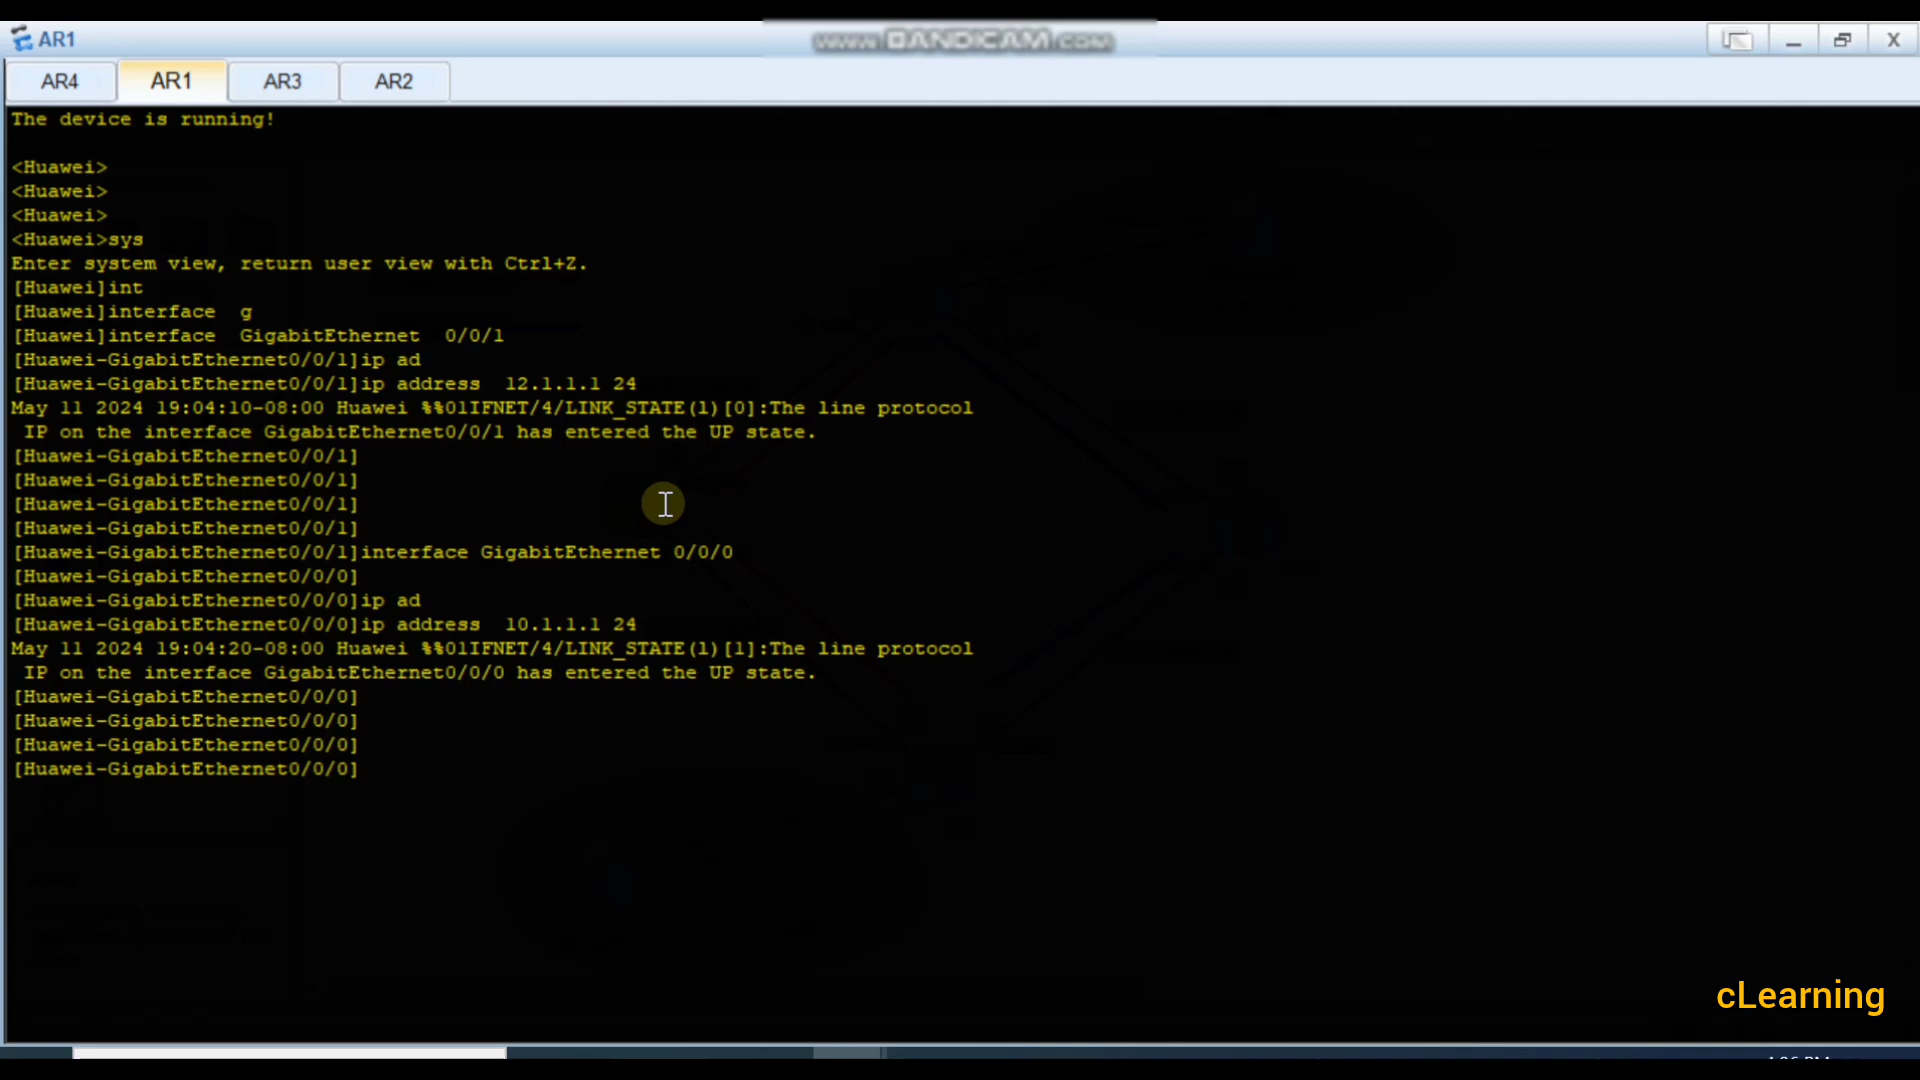 AR1
www.BANDICAM.com
AR4
AR1
AR3
AR2
The device is running!
<Huawei>
<Huawei>
<Huawei>
<Huawei>sys
Enter system view, return user view with Ctrl+Z.
[Huawei]int
[Huawei]interface  g
[Huawei]interface  GigabitEthernet  0/0/1
[Huawei-GigabitEthernet0/0/1]ip ad
[Huawei-GigabitEthernet0/0/1]ip address  12.1.1.1 24
May 11 2024 19:04:10-08:00 Huawei %%01IFNET/4/LINK_STATE(l)[0]:The line protocol
 IP on the interface GigabitEthernet0/0/1 has entered the UP state.
[Huawei-GigabitEthernet0/0/1]
[Huawei-GigabitEthernet0/0/1]
[Huawei-GigabitEthernet0/0/1]
[Huawei-GigabitEthernet0/0/1]
[Huawei-GigabitEthernet0/0/1]interface GigabitEthernet 0/0/0
[Huawei-GigabitEthernet0/0/0]
[Huawei-GigabitEthernet0/0/0]ip ad
[Huawei-GigabitEthernet0/0/0]ip address  10.1.1.1 24
May 11 2024 19:04:20-08:00 Huawei %%01IFNET/4/LINK_STATE(l)[1]:The line protocol
 IP on the interface GigabitEthernet0/0/0 has entered the UP state.
[Huawei-GigabitEthernet0/0/0]
[Huawei-GigabitEthernet0/0/0]
[Huawei-GigabitEthernet0/0/0]
[Huawei-GigabitEthernet0/0/0]
cLearning